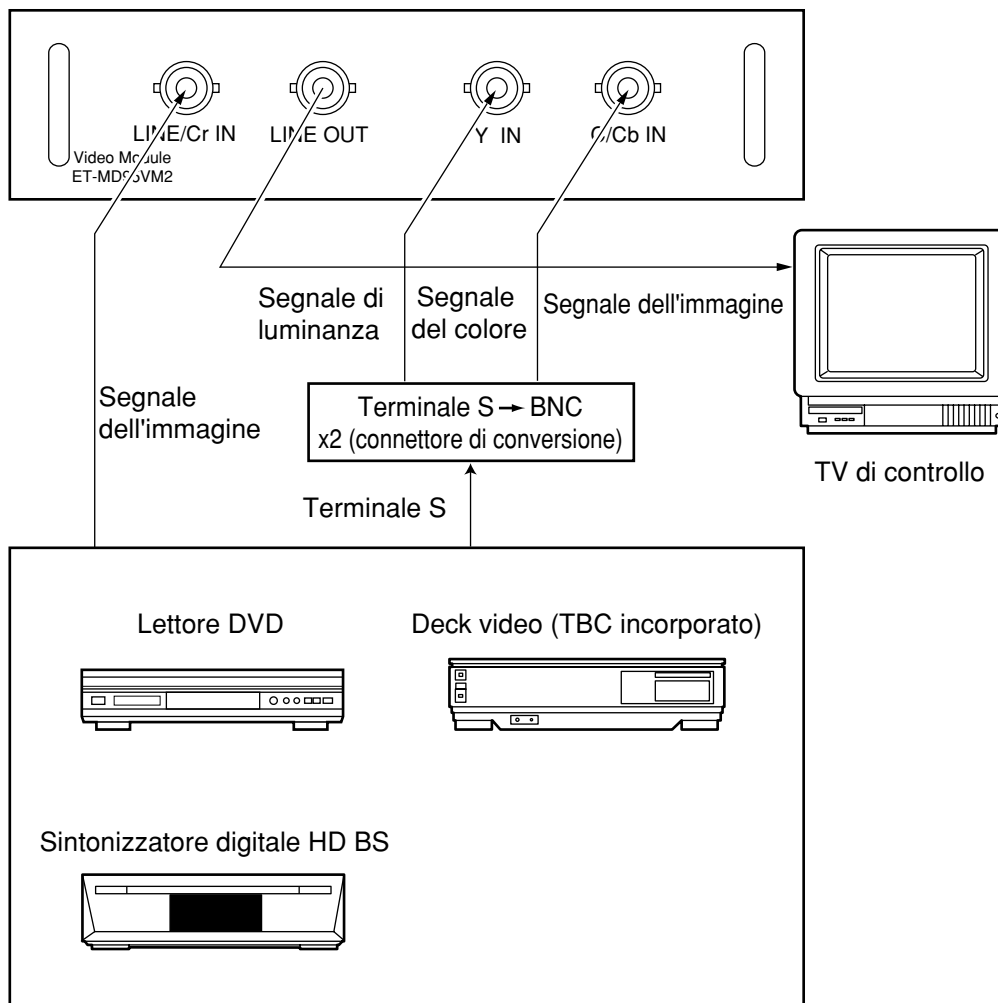 LINE/Cr IN
LINE OUT
Y IN
C/Cb IN
Video Module
ET-MD95VM2
Segnale di
luminanza
Segnale
del colore
Segnale dell'immagine
Segnale
dell'immagine
Terminale S → BNC
x2 (connettore di conversione)
TV di controllo
Terminale S
Lettore DVD
Deck video (TBC incorporato)
Sintonizzatore digitale HD BS